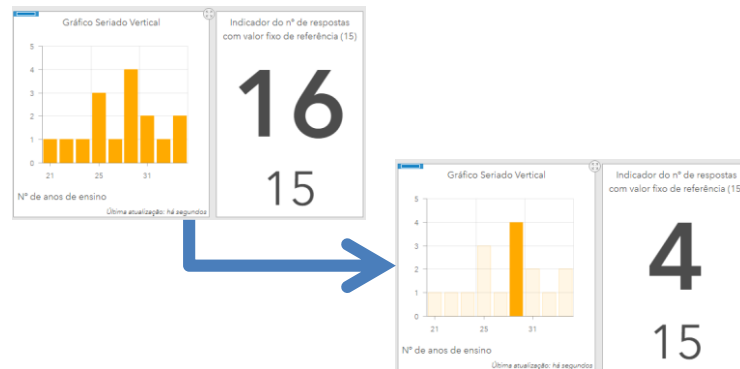 Gráfico Seriado Vertical
5
4
3
2
1
0
21
25
31
Nº de anos de ensino
Última atualização: há segundos
Indicador do nº de respostas
com valor fixo de referência (15)
16
15
Gráfico Seriado Vertical
5
4
3
2
1
0
21
25
31
Nº de anos de ensino
Última atualização: há segundos
Indicador do nº de respostas
com valor fixo de referência (15
4
15